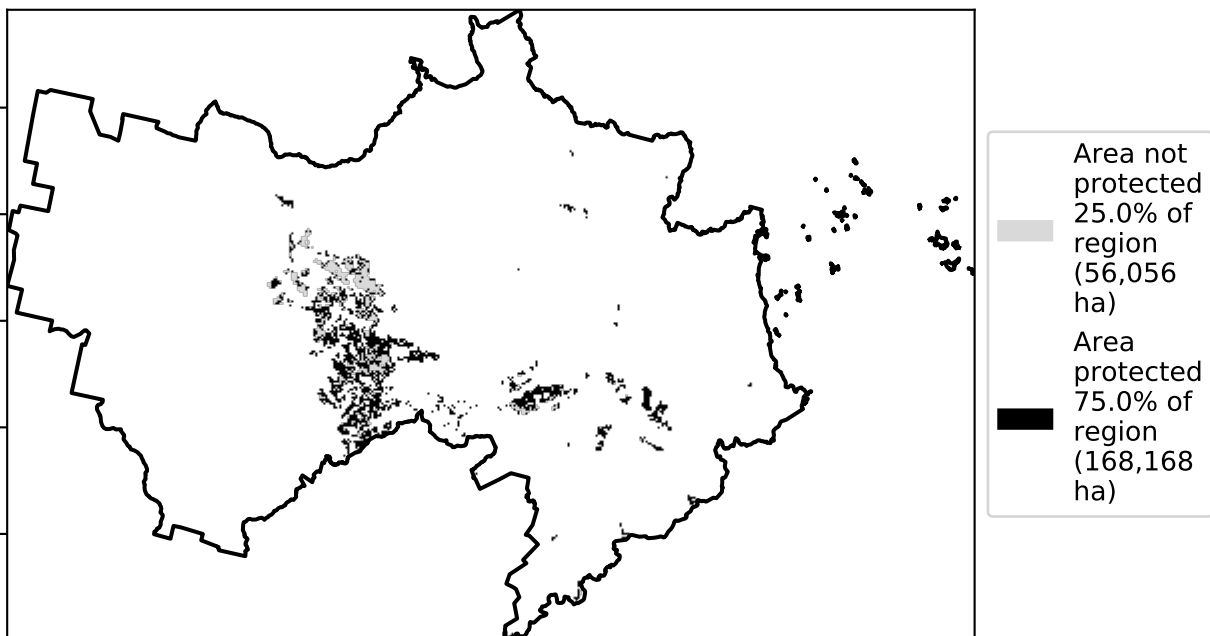 Area not
protected
25.0% of
region
(56,056
ha)
Area
protected
75.0% of
region
(168,168
ha)